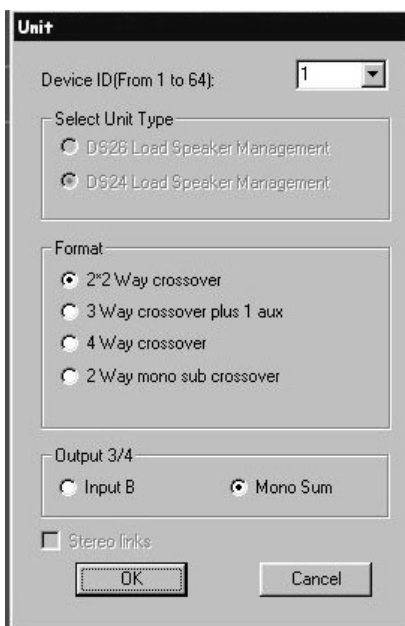 Unit
Device ID(From 1 to 64):
1
Select Unit Type
DS26 Load Speaker Management
DS24 Load Speaker Management
Format
2*2 Way crossover
3 Way crossover plus 1 aux
4 Way crossover
2 Way mono sub crossover
Output 3/4
Input B
Mono Sum
Stereo links
OK
Cancel